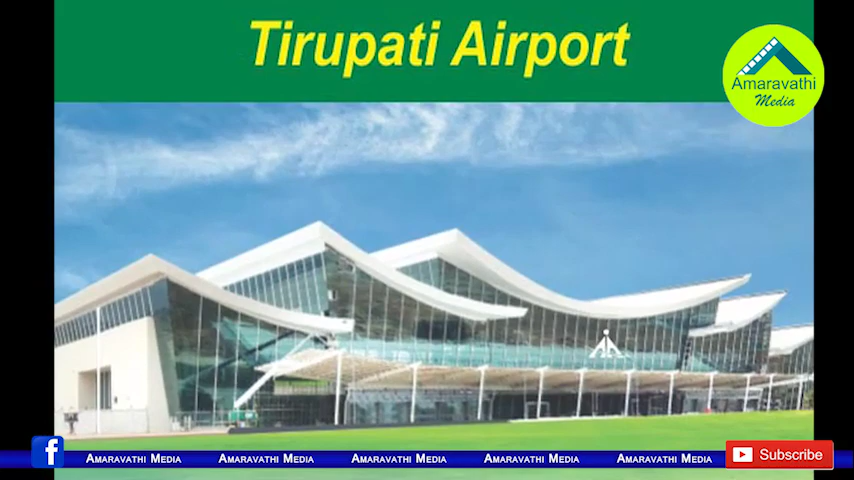 Tirupati Airport
Amaravathi
Media
AMARAVATHI MEDIA AMARAVATHI MEDIA AMARAVATHI MEDIA AMARAVATHI MEDIA AMARAVATHI MEDIA
Subscribe